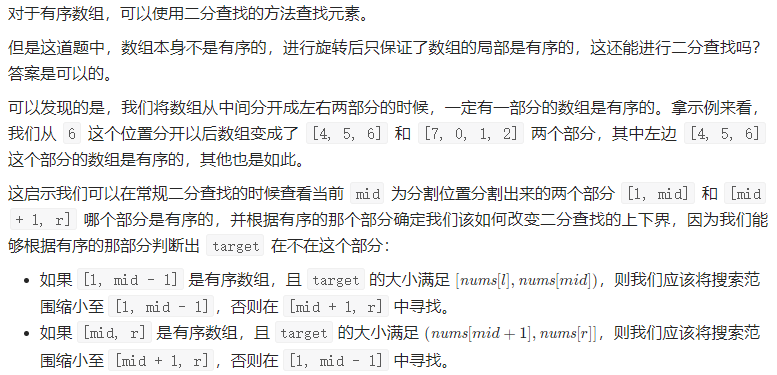 对于有序数组，可以使用二分查找的方法查找元素。
但是这道题中，数组本身不是有序的，进行旋转后只保证了数组的局部是有序的，这还能进行二分查找吗？
答案是可以的。
可以发现的是，我们将数组从中间分开成左右两部分的时候，一定有一部分的数组是有序的。拿示例来看，
我们从 6 这个位置分开以后数组变成了 [4, 5, 6] 和 [7, 0, 1, 2] 两个部分，其中左边 [4, 5, 6]
这个部分的数组是有序的，其他也是如此。
这启示我们可以在常规二分查找的时候查看当前 mid 为分割位置分割出来的两个部分 [l, mid] 和 [mid
+ 1, r] 哪个部分是有序的，并根据有序的那个部分确定我们该如何改变二分查找的上下界，因为我们能
够根据有序的那部分判断出 target 在不在这个部分：
• 如果 [l, mid - 1] 是有序数组，且 target 的大小满足 [nums[l], nums[mid])，则我们应该将搜索范
围缩小至 [l, mid - 1]，否则在 [mid + 1, r] 中寻找。
• 如果 [mid, r] 是有序数组，且 target 的大小满足 (nums[mid + 1], nums[r]]，则我们应该将搜索范
围缩小至 [mid + 1, r]，否则在 [l, mid - 1] 中寻找。